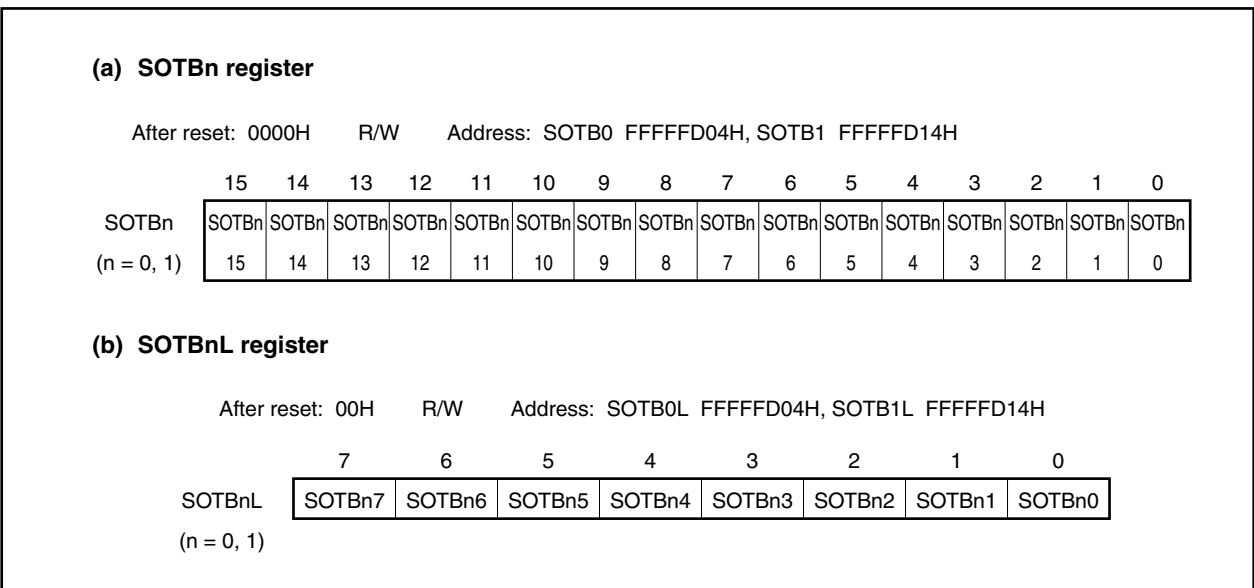 (a) SOTBn register
After reset: 0000H R/W Address: SOTB0 FFFFFD04H, SOTB1 FFFFFD14H
15 14 13 12 11 10 9 8 7 6 5 4 3 2 1 0
SOTBn SOTBn SOTBn SOTBn SOTBn SOTBn SOTBn SOTBn SOTBn SOTBn SOTBn SOTBn SOTBn SOTBn SOTBn SOTBn SOTBn
(n = 0, 1) 15 14 13 12 11 10 9 8 7 6 5 4 3 2 1 0
(b) SOTBnL register
After reset: 00H R/W Address: SOTB0L FFFFFD04H, SOTB1L FFFFFD14H
7 6 5 4 3 2 1 0
SOTBnL SOTBn7 SOTBn6 SOTBn5 SOTBn4 SOTBn3 SOTBn2 SOTBn1 SOTBn0
(n = 0, 1)